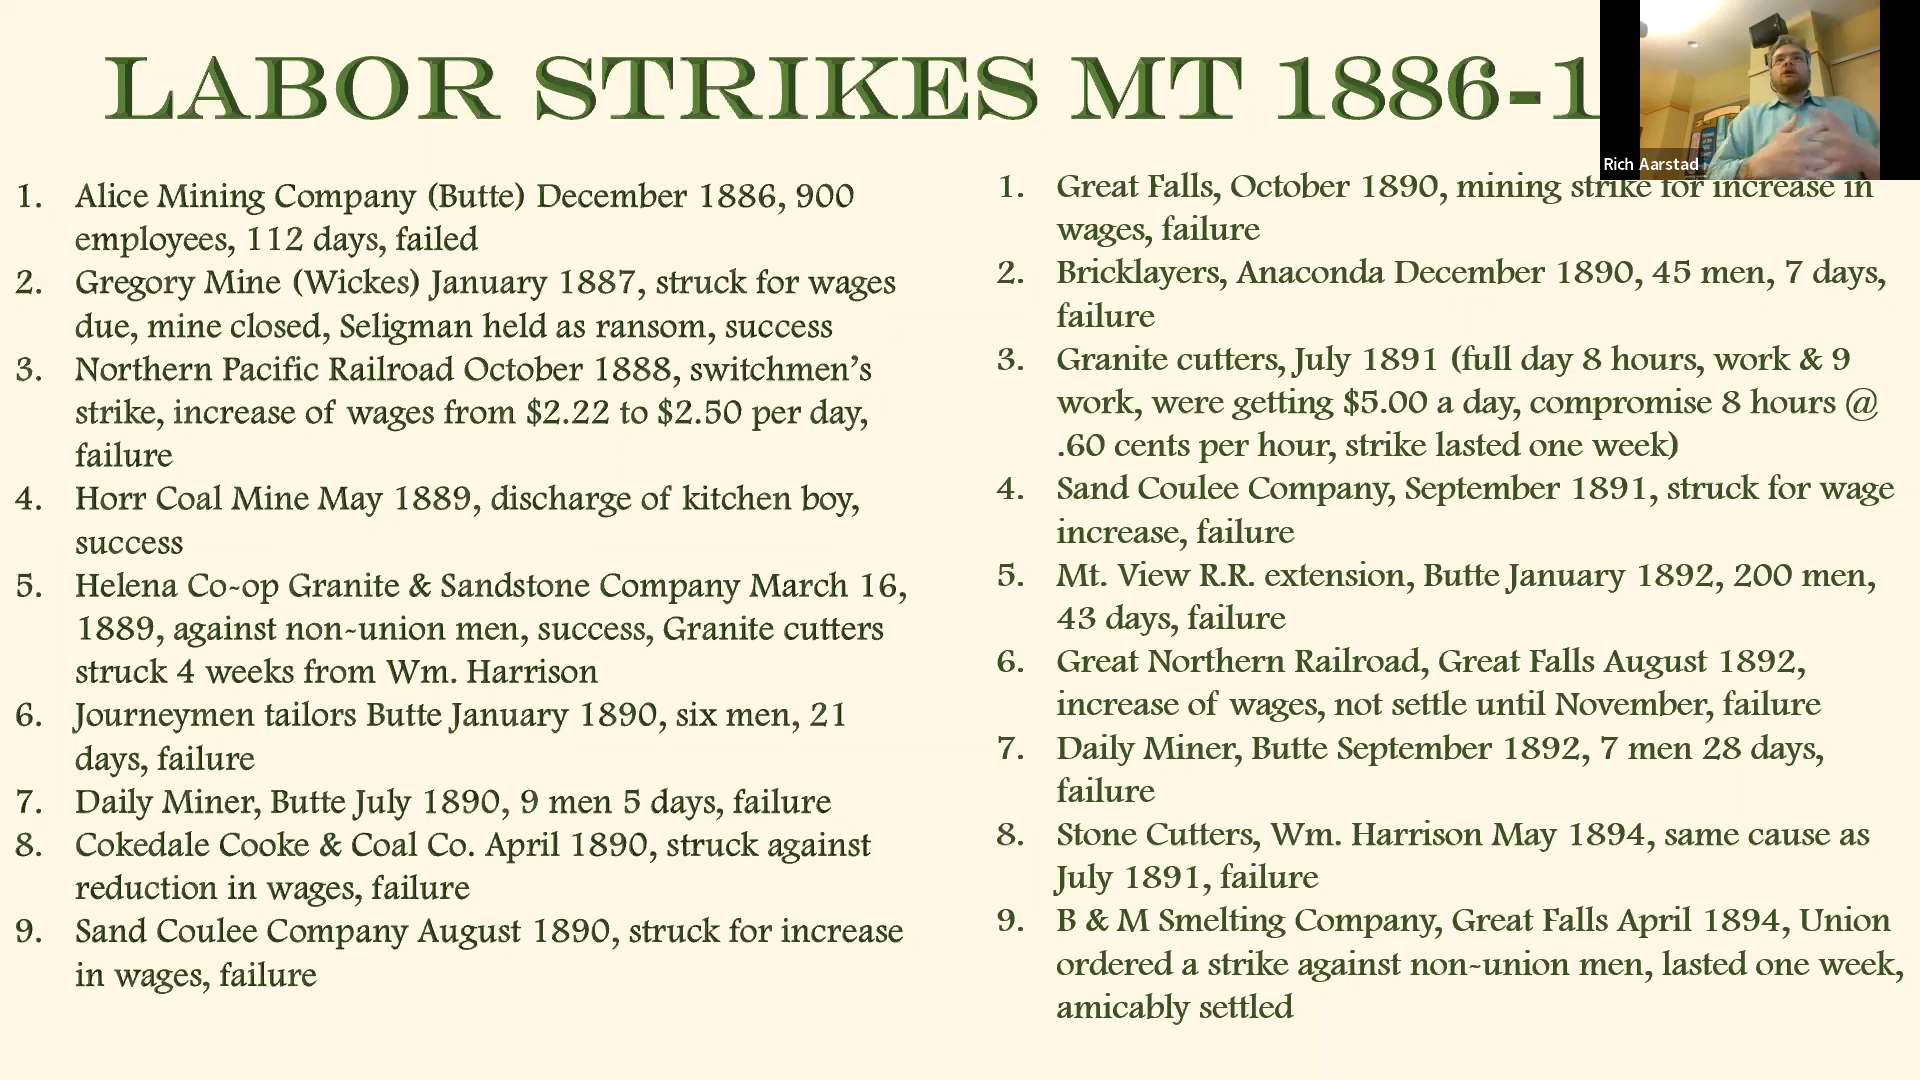 LABOR STRIKES MT 1886-1
Rich Aarstad
1. Alice Mining Company (Butte) December 1886, 900
employees, 112 days, failed
2. Gregory Mine (Wickes) January 1887, struck for wages
due, mine closed, Seligman held as ransom, success
3. Northern Pacific Railroad October 1888, switchmen's
strike, increase of wages from $2.22 to $2.50 per day,
failure
4. Horr Coal Mine May 1889, discharge of kitchen boy,
success
5. Helena Co-op Granite & Sandstone Company March 16,
1889, against non-union men, success, Granite cutters
struck 4 weeks from Wm. Harrison
6. Journeymen tailors Butte January 1890, six men, 21
days, failure
7. Daily Miner, Butte July 1890, 9 men 5 days, failure
8. Cokedale Cooke & Coal Co. April 1890, struck against
reduction in wages, failure
9. Sand Coulee Company August 1890, struck for increase
in wages, failure
1. Great Falls, October 1890, mining strike for increase in
wages, failure
2. Bricklayers, Anaconda December 1890, 45 men, 7 days,
failure
3. Granite cutters, July 1891 (full day 8 hours, work & 9
work, were getting $5.00 a day, compromise 8 hours @
.60 cents per hour, strike lasted one week)
4. Sand Coulee Company, September 1891, struck for wage
increase, failure
5. Mt. View R.R. extension, Butte January 1892, 200 men,
43 days, failure
6. Great Northern Railroad, Great Falls August 1892,
increase of wages, not settle until November, failure
7. Daily Miner, Butte September 1892, 7 men 28 days,
failure
8. Stone Cutters, Wm. Harrison May 1894, same cause as
July 1891, failure
9. B & M Smelting Company, Great Falls April 1894, Union
ordered a strike against non-union men, lasted one week,
amicably settled